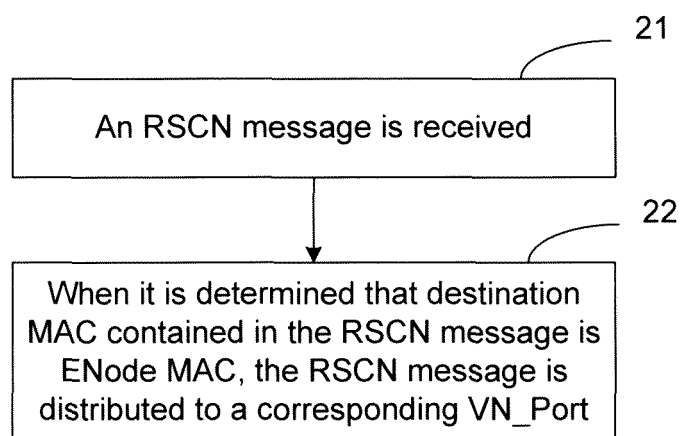 21
An RSCN message is received
22
When it is determined that destination
MAC contained in the RSCN message is
ENode MAC, the RSCN message is
distributed to a corresponding VN_Port